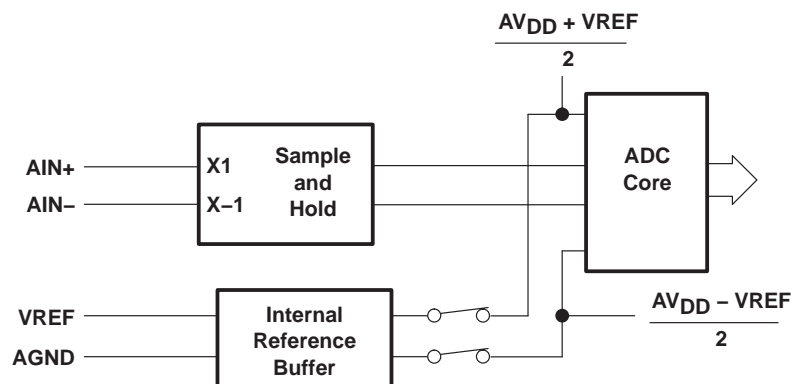 AVDD + VREF
2
AIN+
AIN–
X1
X–1
Sample
and
Hold
ADC
Core
VREF
AGND
Internal
Reference
Buffer
AVDD – VREF
2